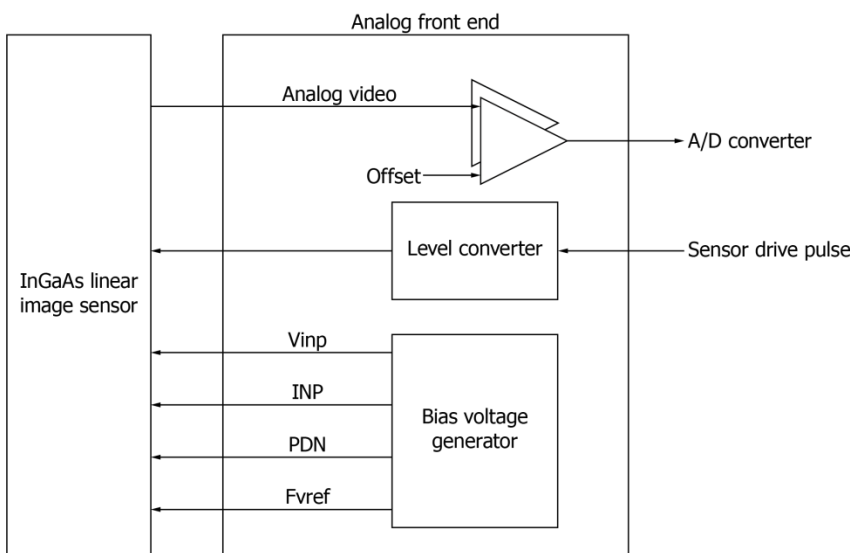 Analog front end
Analog video
A/D converter
Offset
Level converter
Sensor drive pulse
InGaAs linear
image sensor
Vinp
INP
Bias voltage
generator
PDN
Fvref